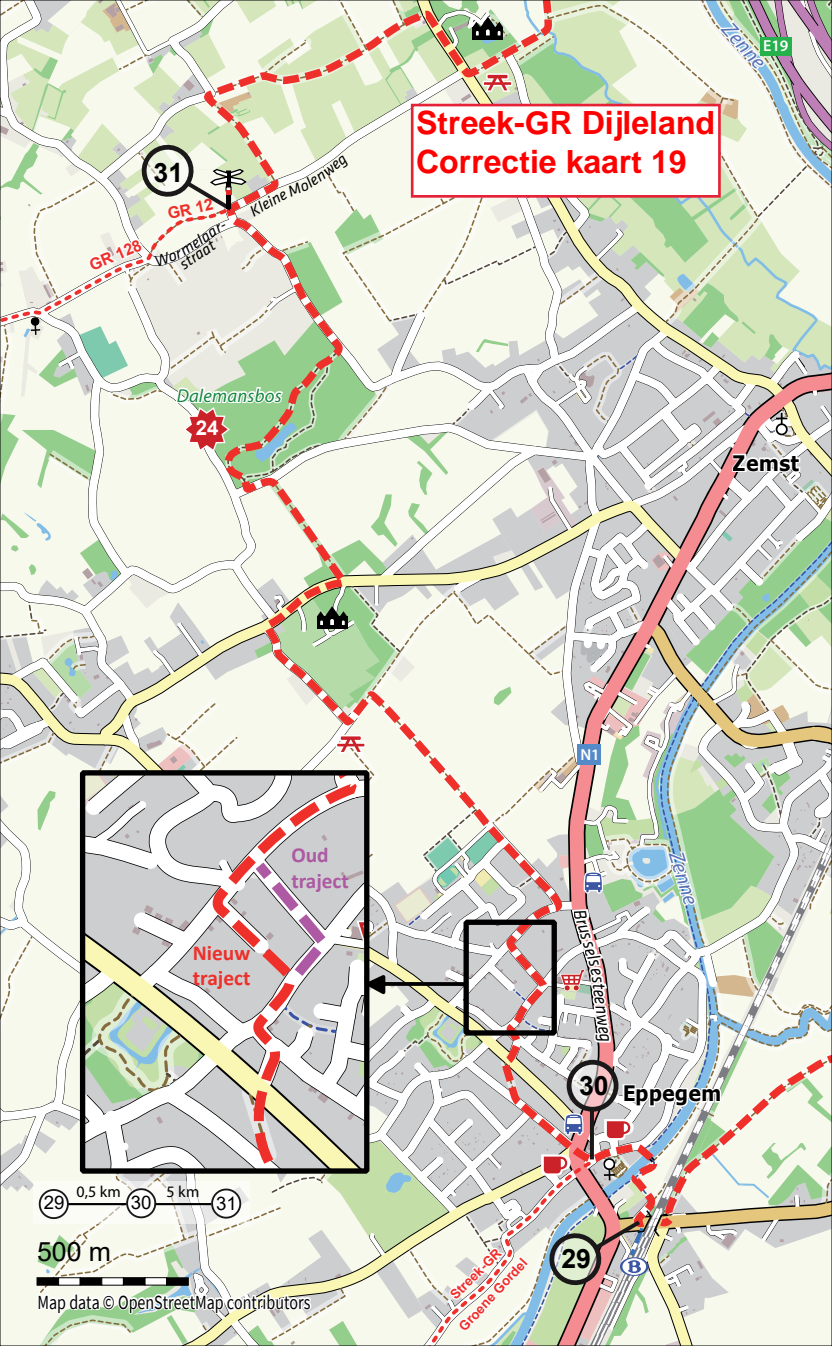 Zenne
E19
Streek-GR Dijleland
Correctie kaart 19
31
GR 12
Kleine Molenweg
GR 128
Wormelaar-
straat
Dalemansbos
24
Zemst
N1
Zenne
Oud
traject
Nieuw
traject
Brusselsesteenweg
30
Eppegem
29
0,5 km
30
5 km
31
29
B
500 m
Streek-GR
Groene Gordel
Map data © OpenStreetMap contributors